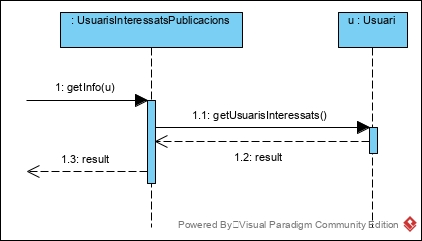 : UsuarisInteressatsPublicacions
u : Usuari
1: getInfo(u)
1.1: getUsuarisInteressats()
1.2: result
1.3: result
Powered By Visual Paradigm Community Edition